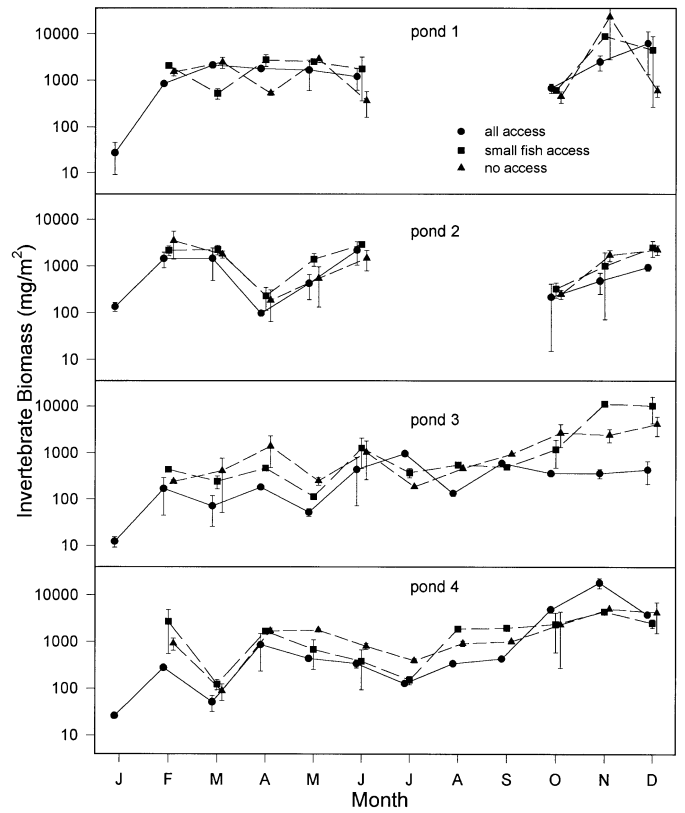 pond 1
10000
1000
100
10
all access
small fish access
no access
pond 2
10000
1000
100
10
pond 3
10000
1000
100
10
pond 4
10000
1000
100
10
Invertebrate Biomass (mg/m²)
J F M A M J J A S O N D
Month